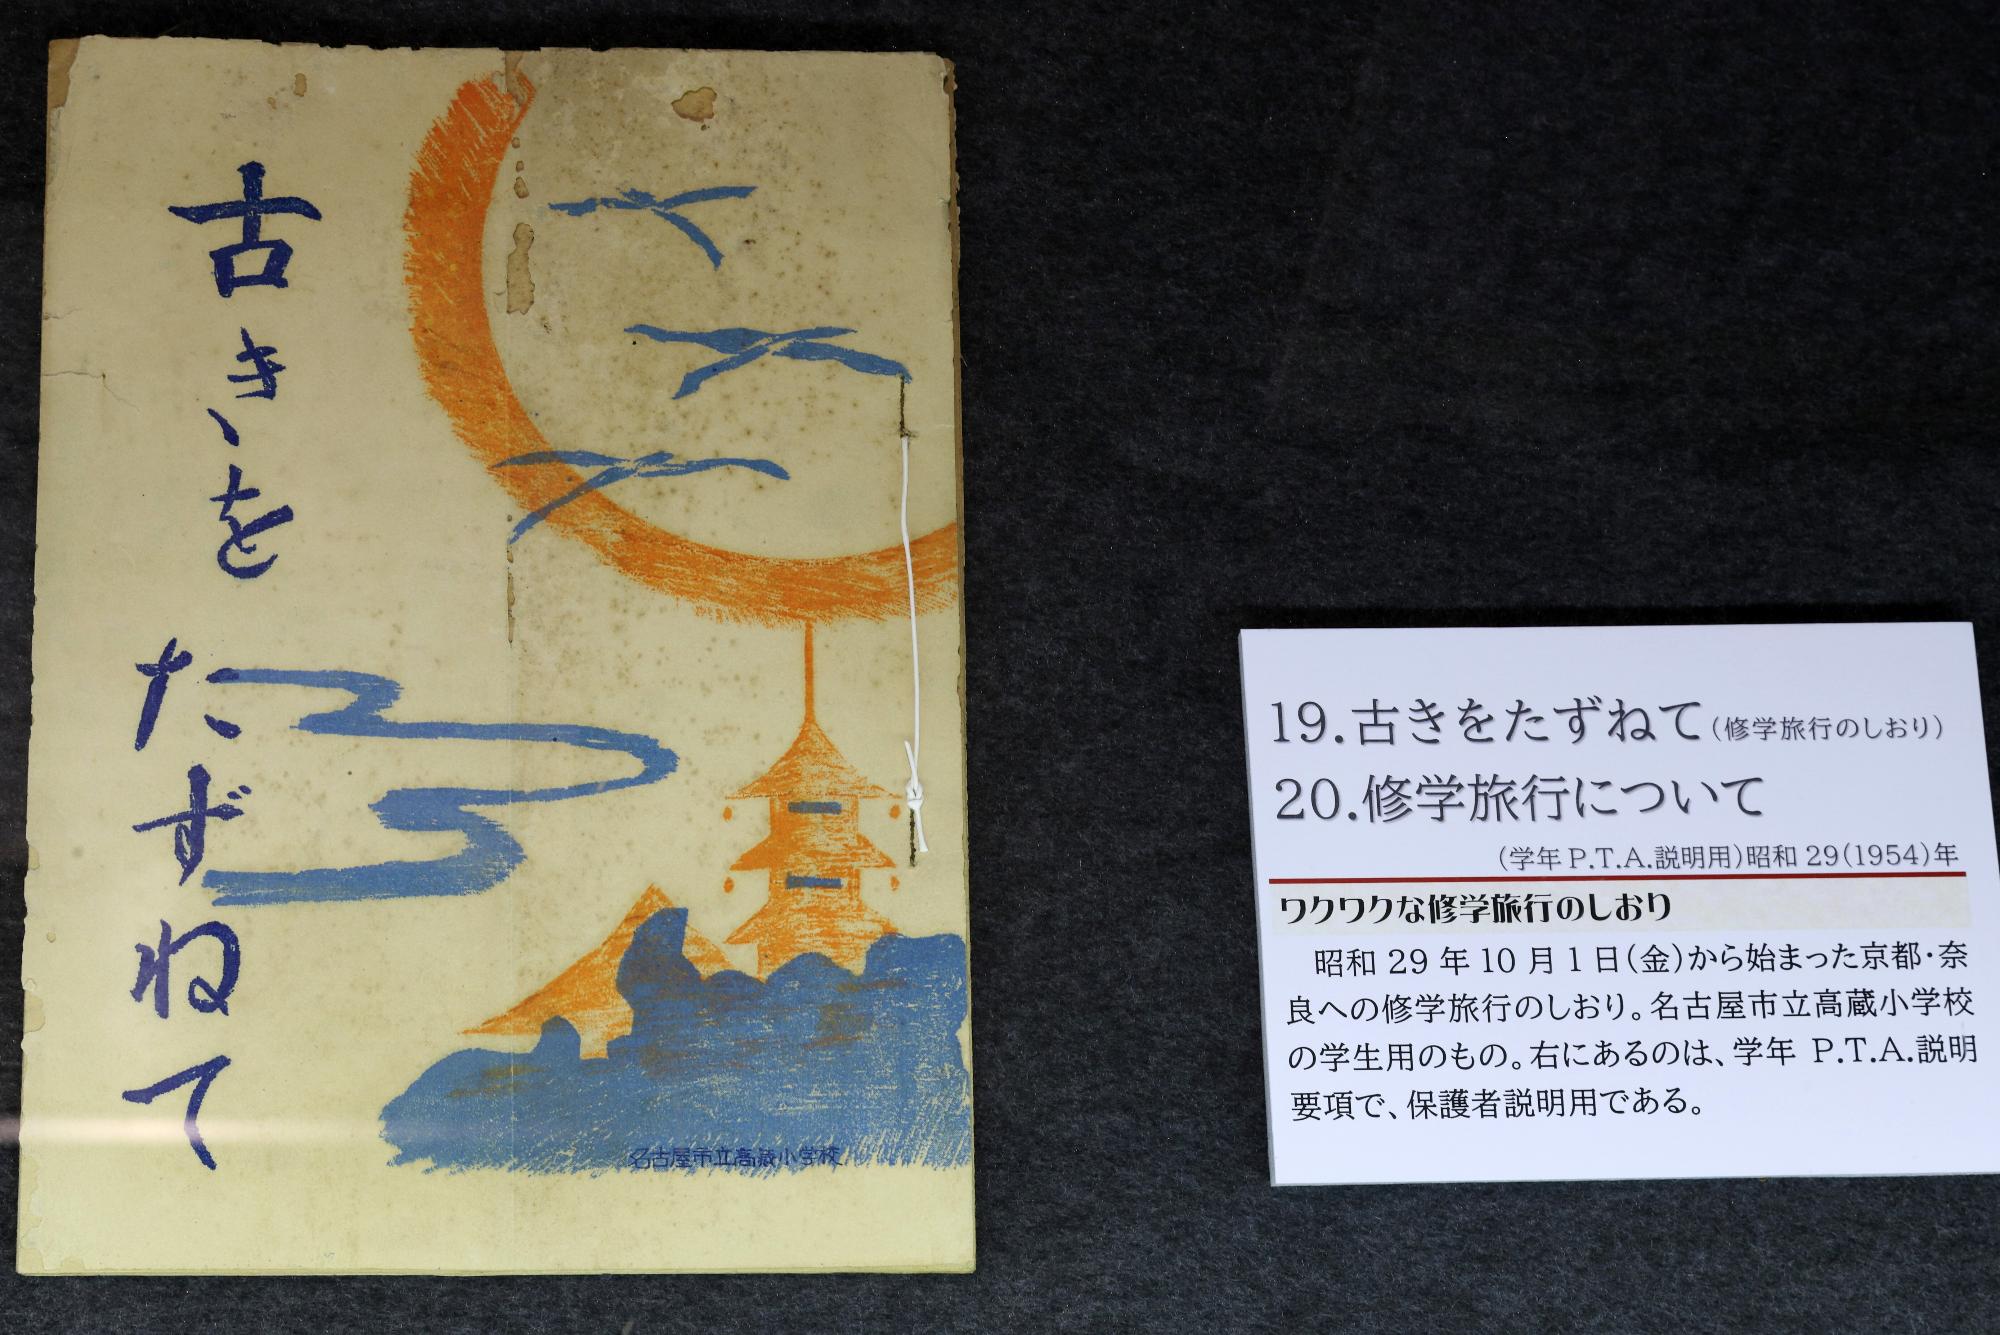 古きを
たずねて
名古屋市立高蔵小学校
19.古きをたずねて(修学旅行のしおり)
20.修学旅行について
(学年P.T.A.説明用)昭和29(1954)年
ワクワクな修学旅行のしおり
昭和 29 年 10 月 1 日(金)から始まった京都・奈
良への修学旅行のしおり。名古屋市立高蔵小学校
の学生用のもの。右にあるのは、学年 P.T.A.説明
要項で、保護者説明用である。